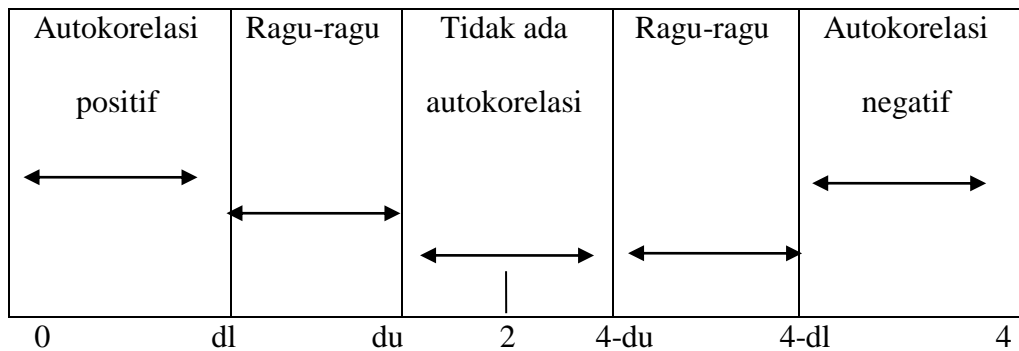 Autokorelasi Ragu-ragu Tidak ada Ragu-ragu Autokorelasi
positif autokorelasi negatif
0 dl du 2 4-du 4-dl 4